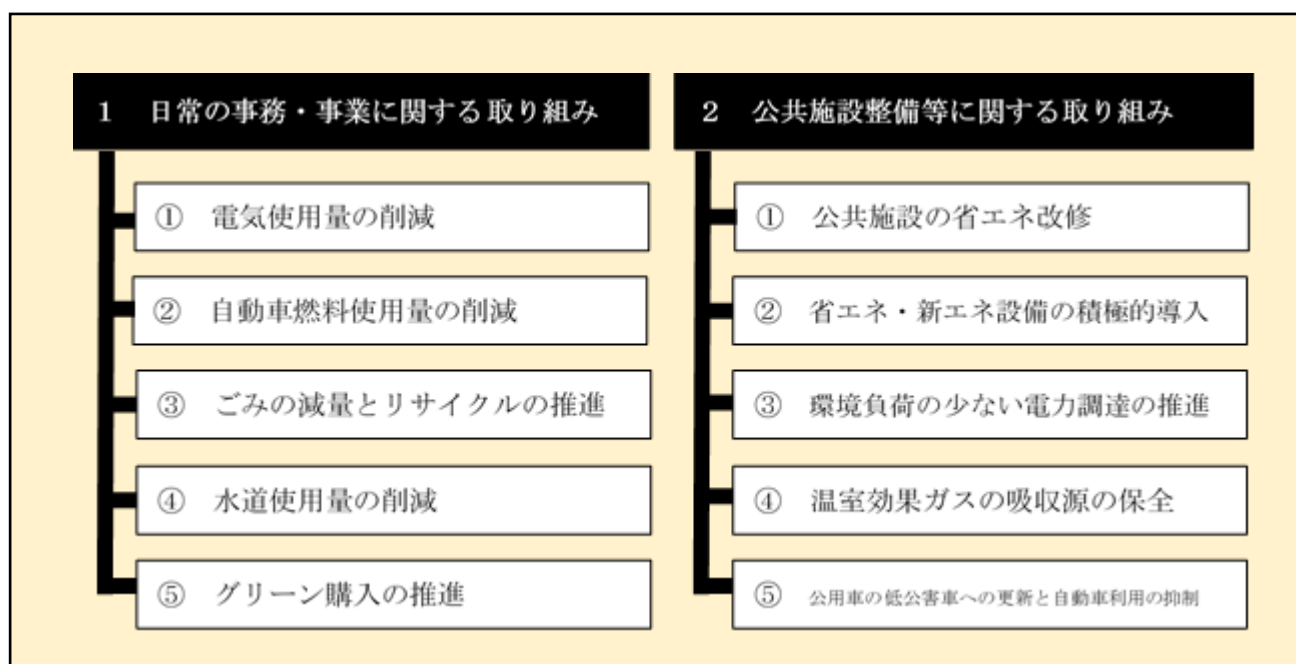 1 日常の事務・事業に関する取り組み
① 電気使用量の削減
② 自動車燃料使用量の削減
③ ごみの減量とリサイクルの推進
④ 水道使用量の削減
⑤ グリーン購入の推進
2 公共施設整備等に関する取り組み
① 公共施設の省エネ改修
② 省エネ・新エネ設備の積極的導入
③ 環境負荷の少ない電力調達の推進
④ 温室効果ガスの吸収源の保全
⑤ 公用車の低公害車への更新と自動車利用の抑制